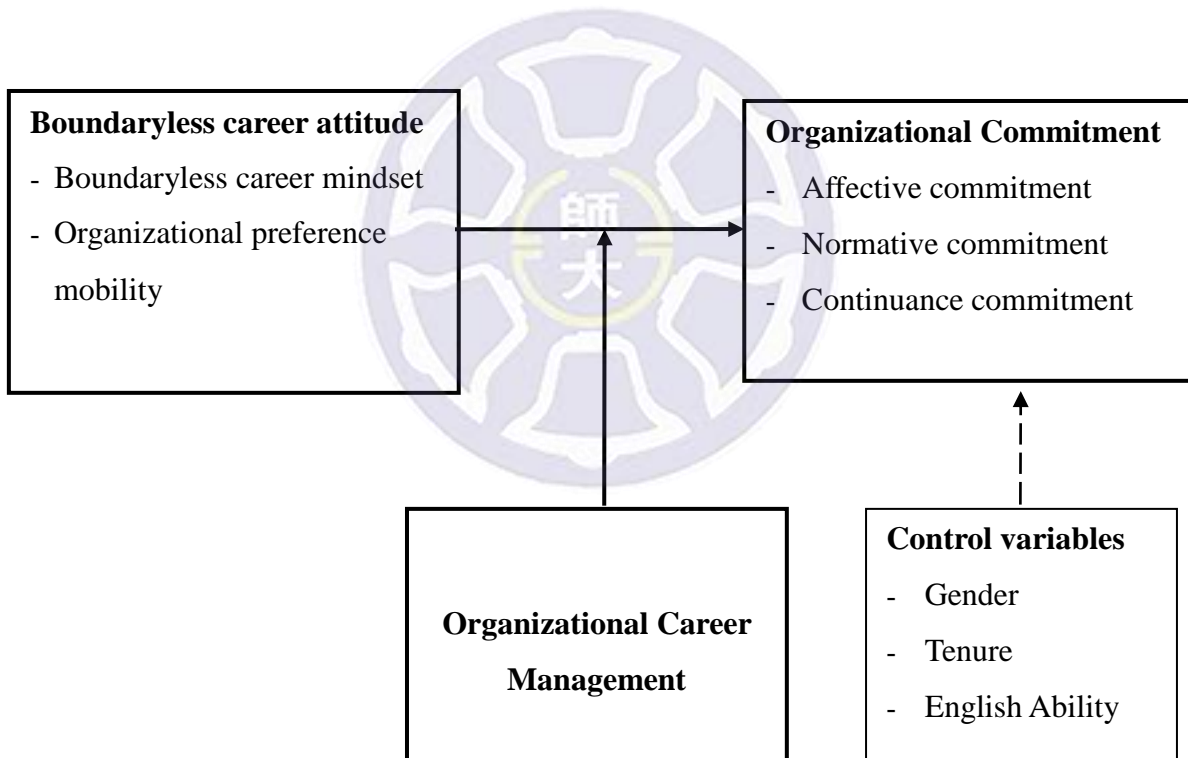 Boundaryless career attitude
- Boundaryless career mindset
- Organizational preference
mobility
師
大
Organizational Commitment
- Affective commitment
- Normative commitment
- Continuance commitment
Organizational Career
Management
Control variables
- Gender
- Tenure
- English Ability